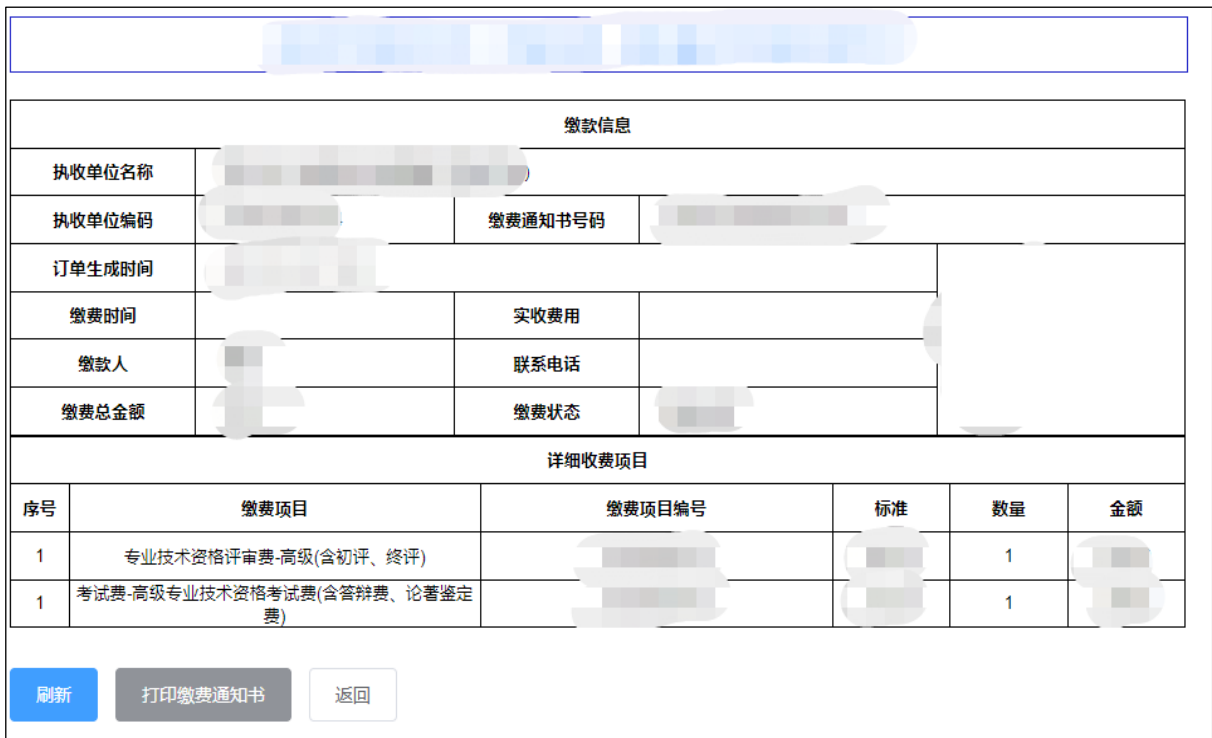 缴款信息
执收单位名称
执收单位编码 缴费通知书号码
订单生成时间
缴费时间 实收费用
缴款人 联系电话
缴费总金额 缴费状态
详细收费项目
序号 缴费项目 缴费项目编号 标准 数量 金额
1 专业技术资格评审费-高级(含初评、终评) 1
1 考试费-高级专业技术资格考试费(含答辩费、论著鉴定
费) 1
刷新 打印缴费通知书 返回